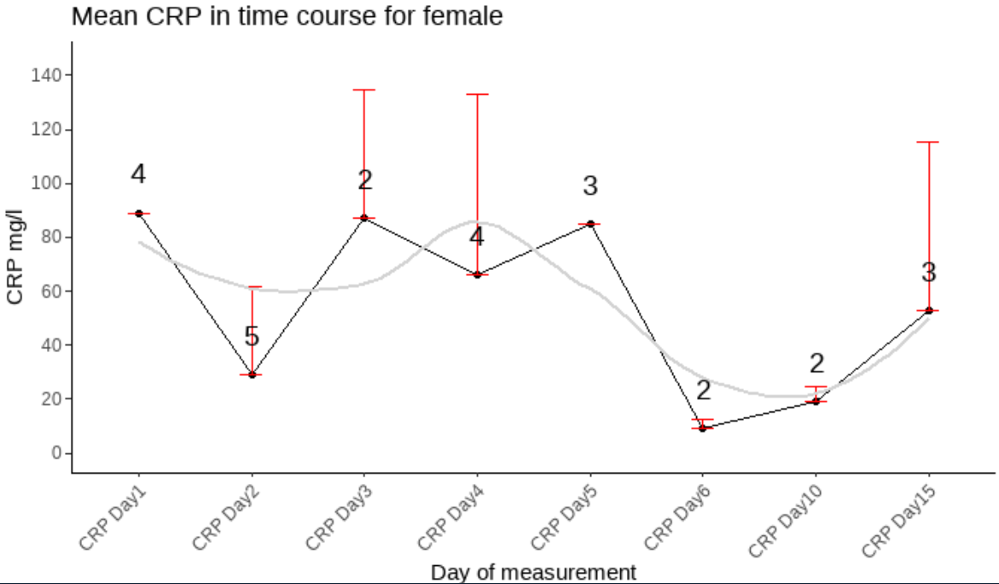 Mean CRP in time course for female
CRP mg/l
140
120
100
80
60
40
20
0
4
5
2
4
3
2
2
3
CRP Day1
CRP Day2
CRP Day3
CRP Day4
CRP Day5
CRP Day6
CRP Day10
CRP Day15
Day of measurement